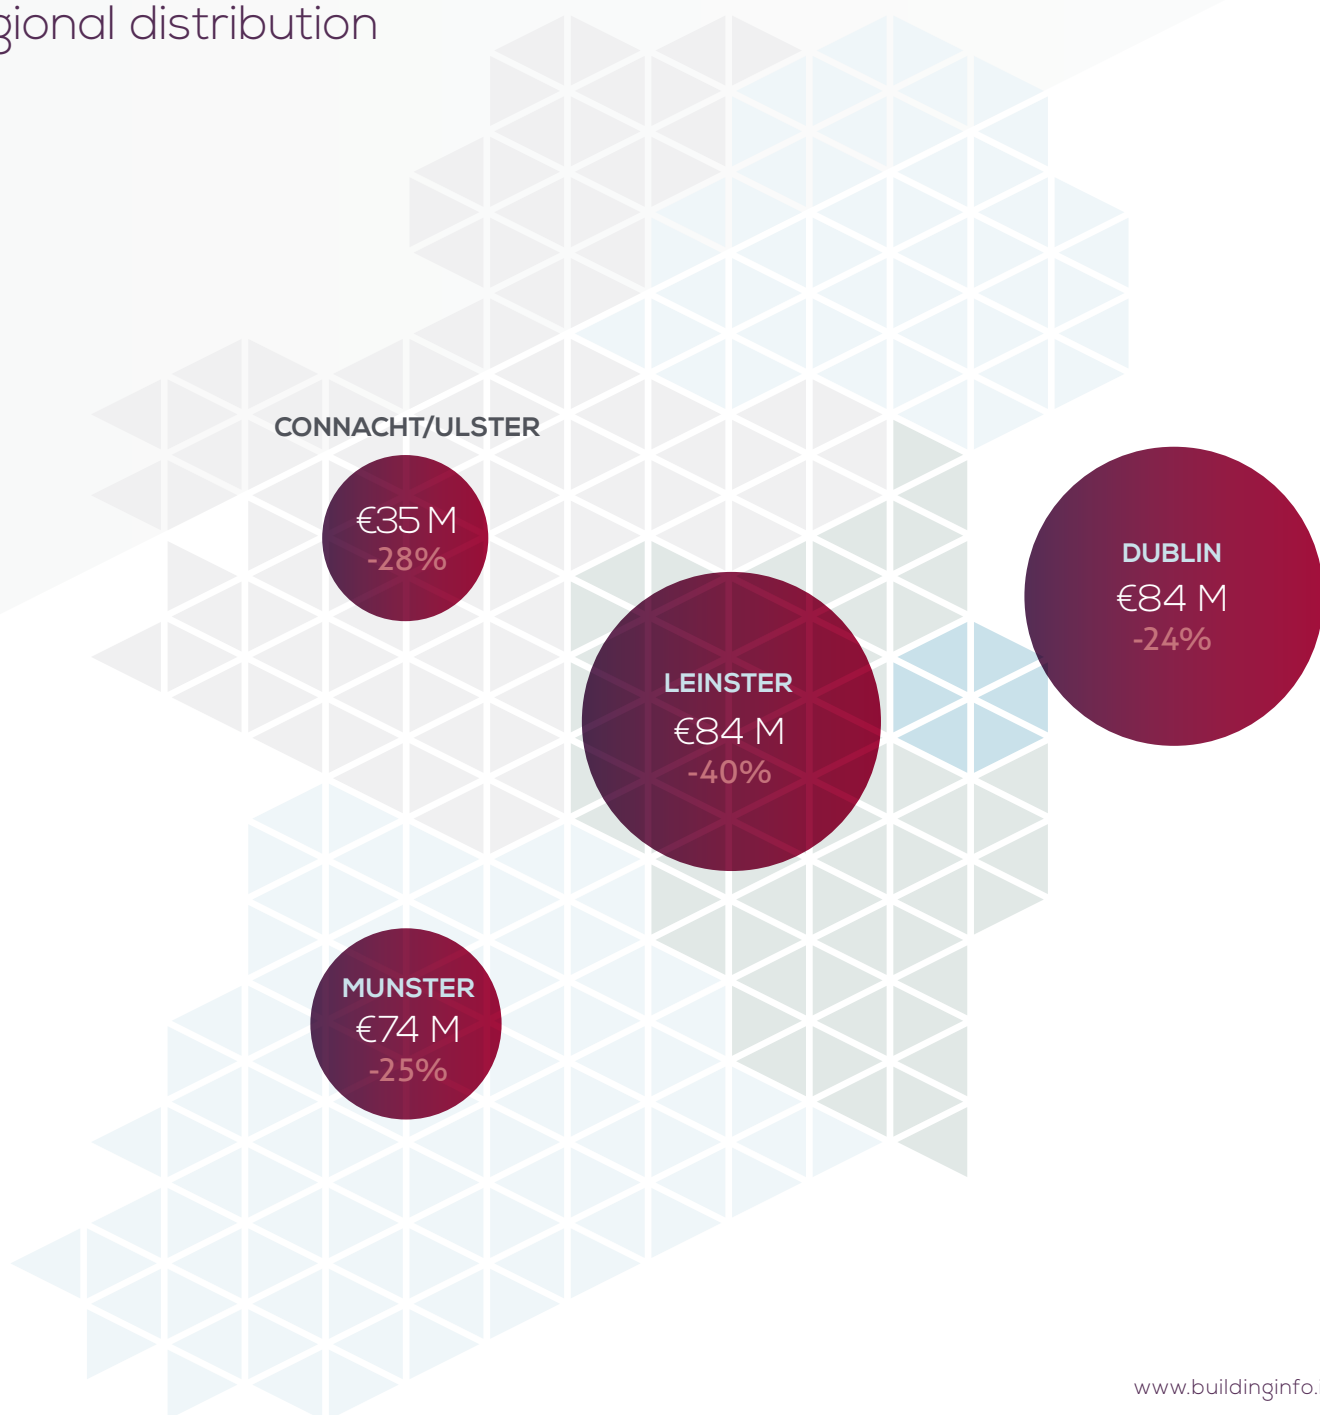 gional distribution
CONNACHT/ULSTER
€35 M
-28%
DUBLIN
€84 M
-24%
LEINSTER
€84 M
-40%
MUNSTER
€74 M
-25%
www.buildinginfo.i